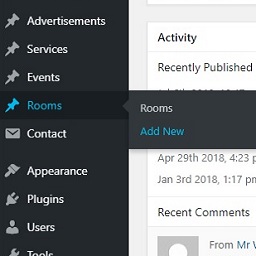 Advertisements
Services
Events
Rooms
Contact
Appearance
Plugins
Users
Tools
Rooms
Add New
Activity
Recently Published
Apr 29th 2018, 4:23 p
Jan 3rd 2018, 1:17 pm
Recent Comments
From Mr W